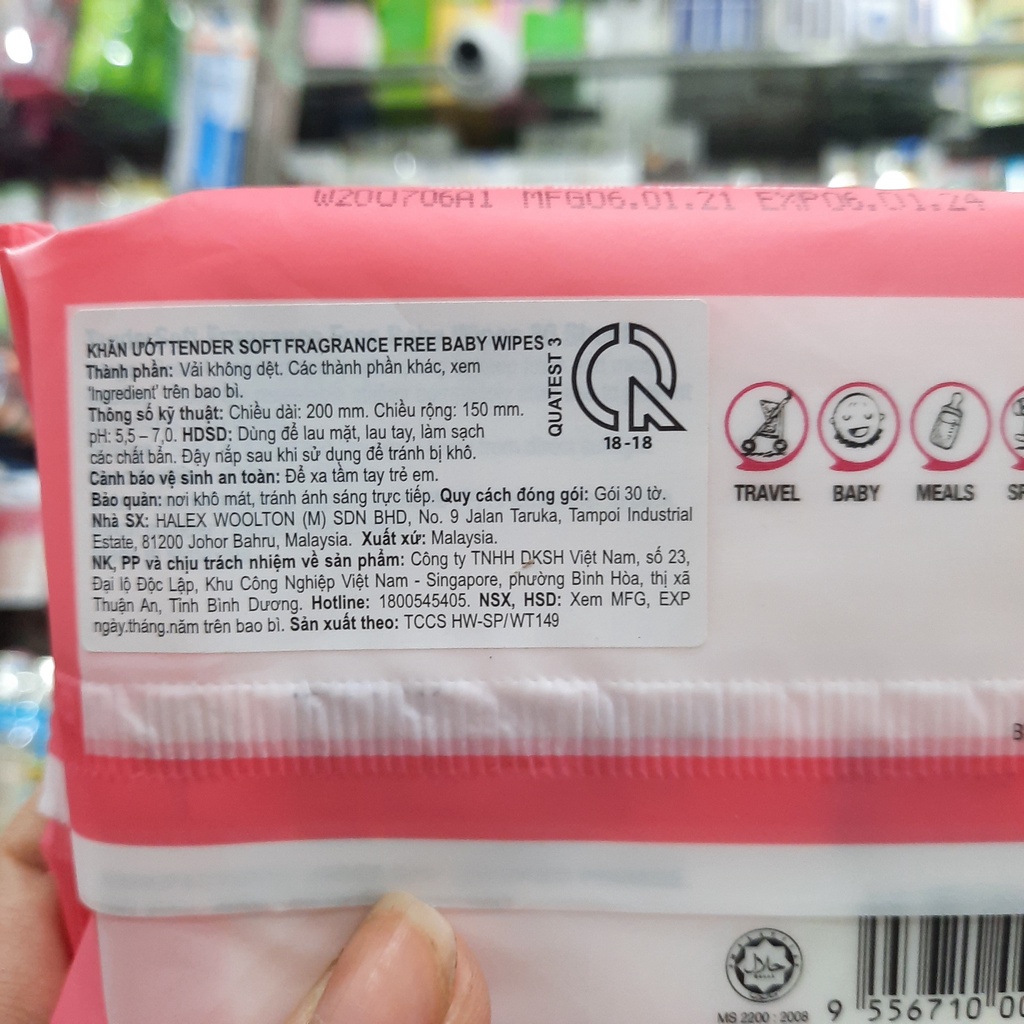 W200706A1 MFG06.01.21 EXP06.01.24
KHĂN ƯỚT TENDER SOFT FRAGRANCE FREE BABY WIPES
Thành phần: Vải không dệt. Các thành phần khác, xem
'Ingredient' trên bao bì.
Thông số kỹ thuật: Chiều dài: 200 mm. Chiều rộng: 150 mm.
pH: 5,5 – 7,0. HDSD: Dùng để lau mặt, lau tay, làm sạch
các chất bẩn. Đậy nắp sau khi sử dụng để tránh bị khô.
Cảnh báo vệ sinh an toàn: Để xa tầm tay trẻ em.
Bảo quản: nơi khô mát, tránh ánh sáng trực tiếp. Quy cách đóng gói: Gói 30 tờ.
Nhà SX: HALEX WOOLTON (M) SDN BHD, No. 9 Jalan Taruka, Tampoi Industrial
Estate, 81200 Johor Bahru, Malaysia. Xuất xứ: Malaysia.
NK, PP và chịu trách nhiệm về sản phẩm: Công ty TNHH DKSH Việt Nam, số 23,
Đại lộ Độc Lập, Khu Công Nghiệp Việt Nam - Singapore, phường Bình Hòa, thị xã
Thuận An, Tỉnh Bình Dương. Hotline: 1800545405. NSX, HSD: Xem MFG, EXP
ngày.tháng.năm trên bao bì. Sản xuất theo: TCCS HW-SP/WT149
QUATEST 3
CR
18-18
TRAVEL BABY MEALS SP
حلال
MS 2200 : 2008
9 556710 00